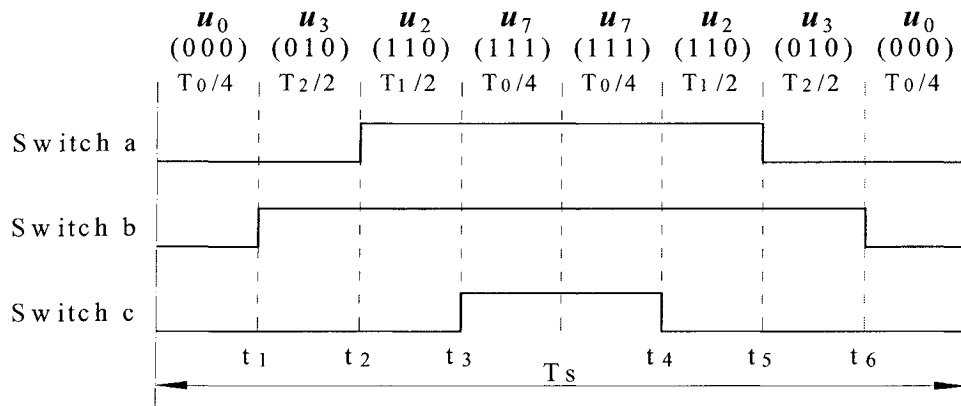 u0 u3 u2 u7 u7 u2 u3 u0
(000) (010) (110) (111) (111) (110) (010) (000)
T0/4 T2/2 T1/2 T0/4 T0/4 T1/2 T2/2 T0/4
Switch a
Switch b
Switch c
t1 t2 t3 t4 t5 t6
Ts